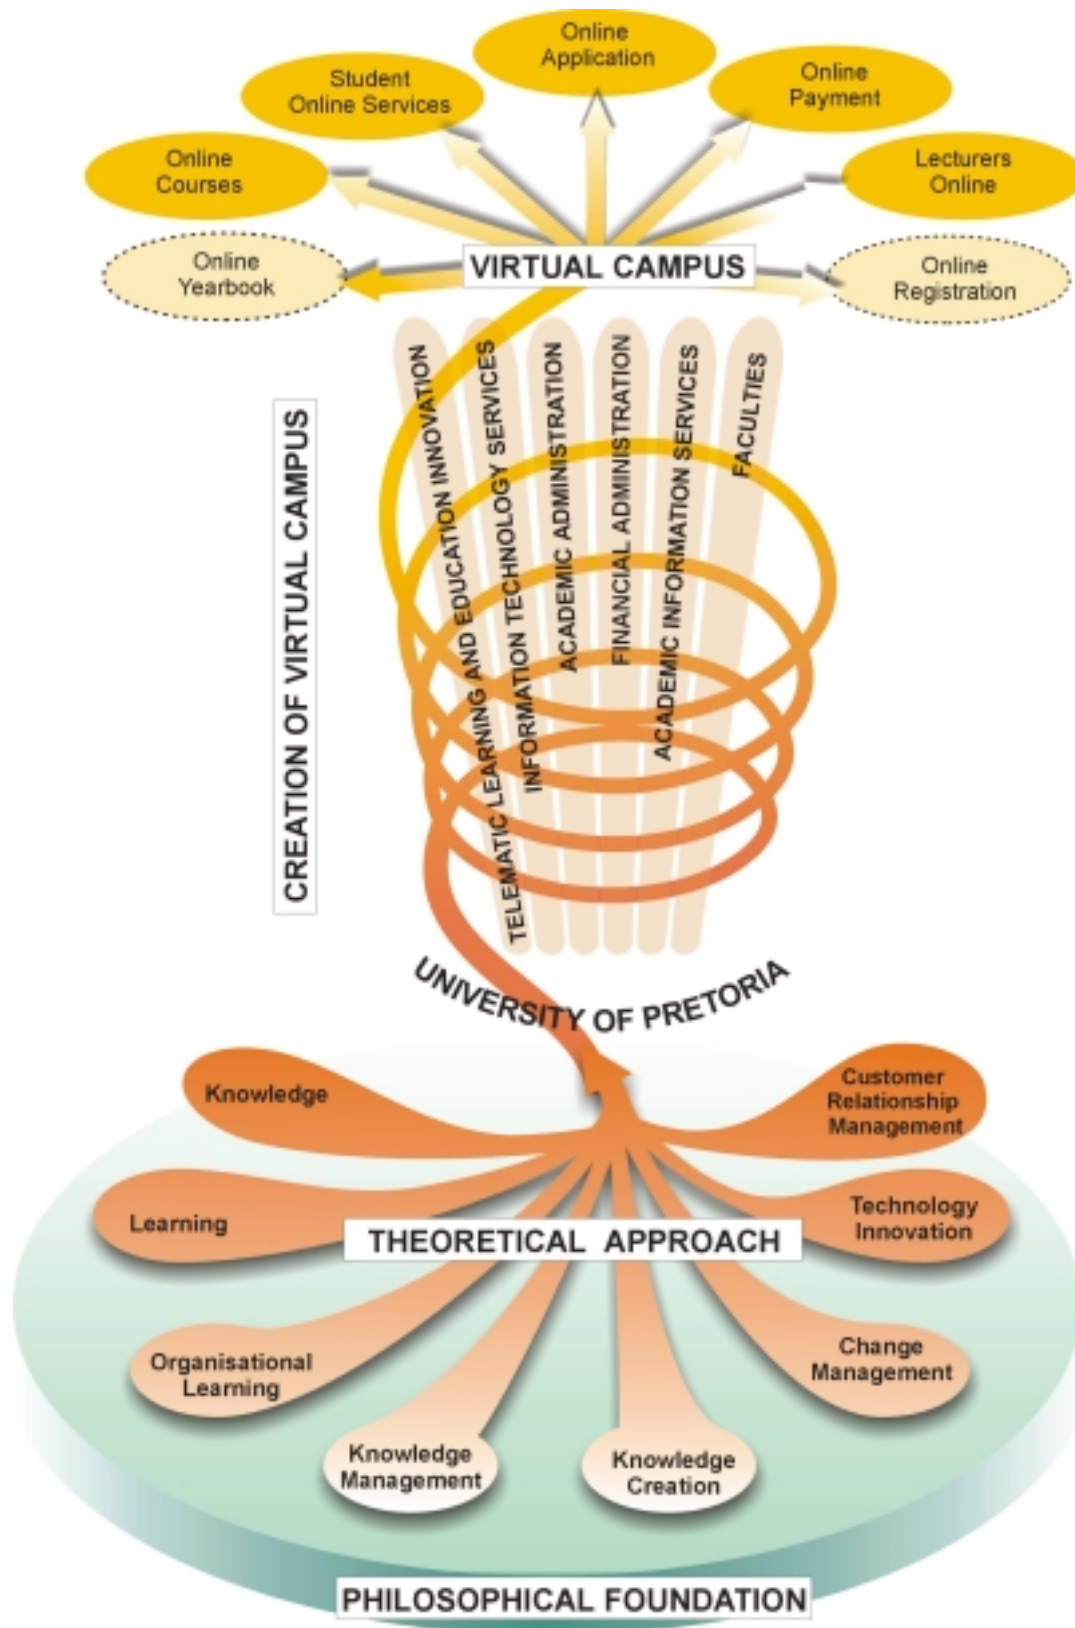 Online
Application
Student
Online Services
Online
Payment
Online
Courses
Lecturers
Online
Online
Yearbook
VIRTUAL CAMPUS
Online
Registration
CREATION OF VIRTUAL CAMPUS
TELEMATIC LEARNING AND EDUCATION INNOVATION
INFORMATION TECHNOLOGY SERVICES
ACADEMIC ADMINISTRATION
FINANCIAL ADMINISTRATION
ACADEMIC INFORMATION SERVICES
FACULTIES
UNIVERSITY OF PRETORIA
Knowledge
Customer
Relationship
Management
Learning
Technology
Innovation
THEORETICAL APPROACH
Organisational
Learning
Change
Management
Knowledge
Management
Knowledge
Creation
PHILOSOPHICAL FOUNDATION